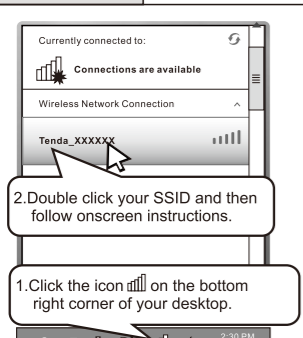 Currently connected to:
Connections are available
Wireless Network Connection
Tenda_XXXXXX
2.Double click your SSID and then
follow onscreen instructions.
1.Click the icon on the bottom
right corner of your desktop.
2:30 PM